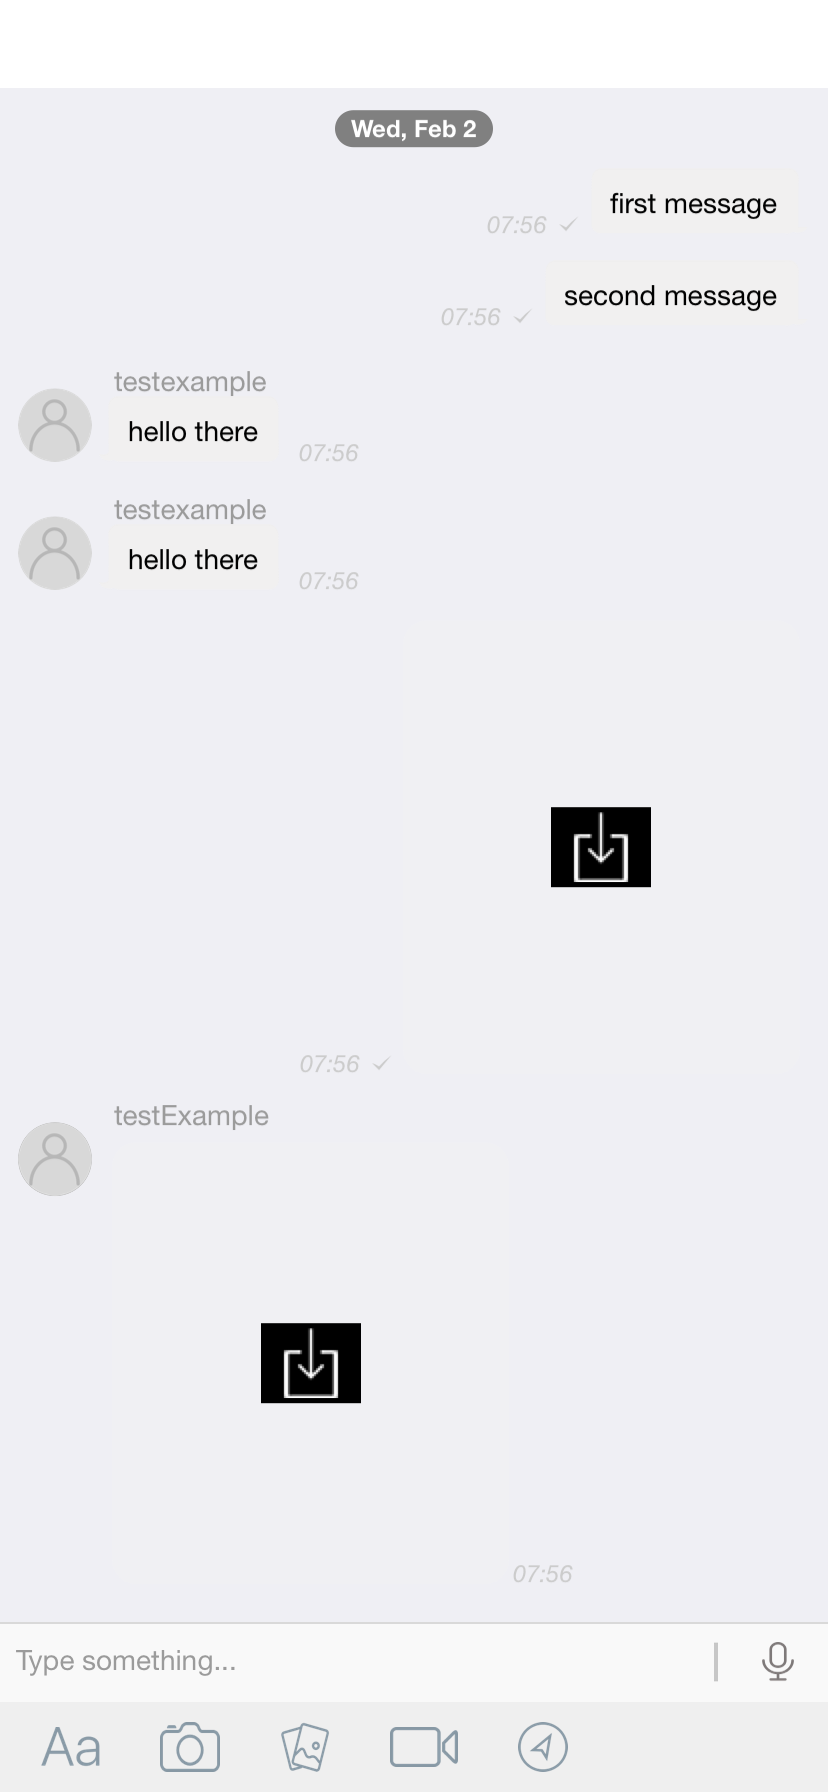 Wed, Feb 2
first message
07:56
second message
07:56
testexample
hello there
07:56
testexample
hello there
07:56
07:56
testExample
07:56
Type something...
Aa